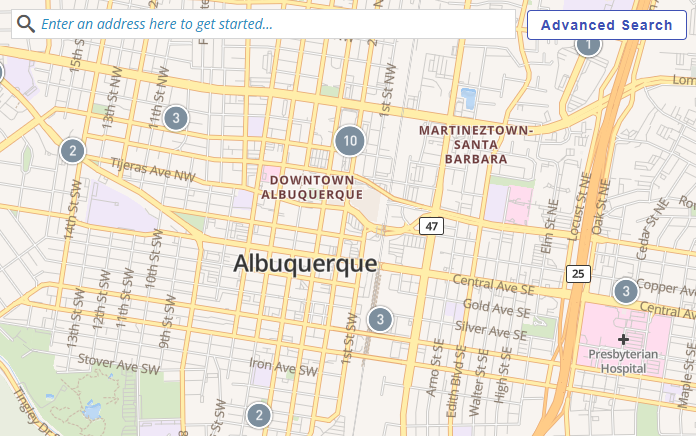 Enter an address here to get started...
Advanced Search
15th St NW
13th St NW
11th St NW
1st St NW
1
Lom
3
2
10
MARTINEZTOWN-
SANTA
BARBARA
Tijeras Ave NW
DOWNTOWN
ALBUQUERQUE
14th St SW
47
Elm St NE
Locust St NE
Oak St NE
Cedar St NE
Ro
10th St SW
Albuquerque
25
Central Ave SE
3
Copper Ave
Central Av
Gold Ave SE
Silver Ave SE
13th St SW
12th St SW
11th St SW
9th St SW
3
1st St SW
Presbyterian
Hospital
Stover Ave SW
Iron Ave SW
Arno St SE
Edith Blvd SE
Walter St SE
High St SE
Maple St SE
Tingley Dr S
2